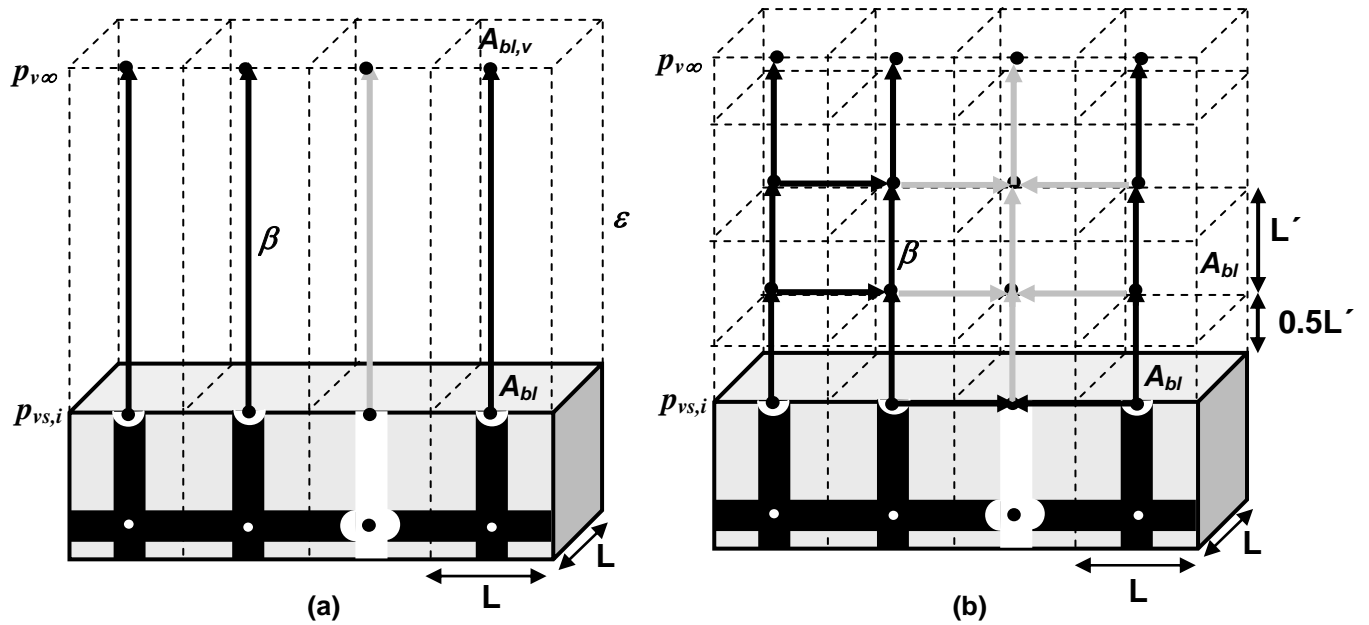 A_{bl,v}
p_{v∞}
β
ε
A_{bl}
p_{vs,i}
L
L
(a)
p_{v∞}
L´
β
A_{bl}
0.5L´
A_{bl}
p_{vs,i}
L
L
(b)